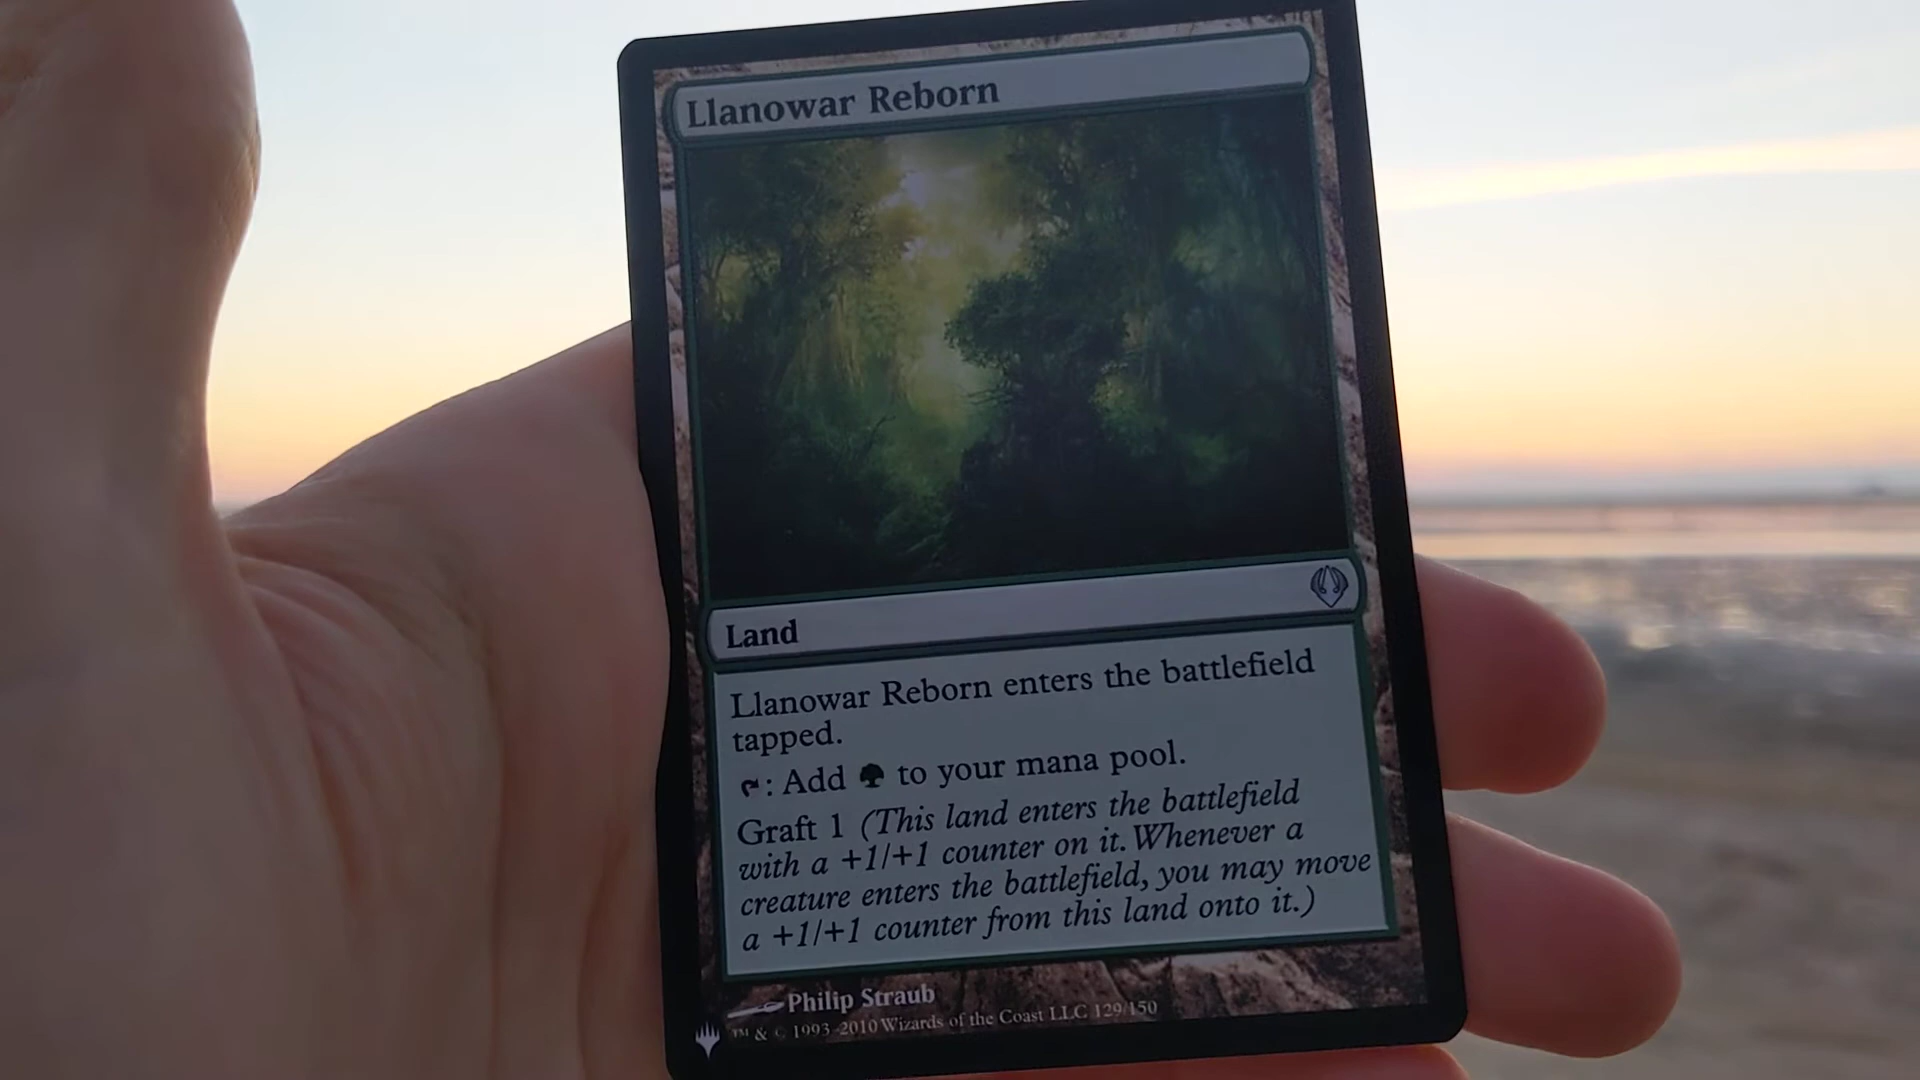 Llanowar Reborn
Land
Llanowar Reborn enters the battlefield
tapped.
: Add to your mana pool.
Graft 1 (This land enters the battlefield
with a +1/+1 counter on it. Whenever a
creature enters the battlefield, you may move
a +1/+1 counter from this land onto it.)
Philip Straub
™ & © 1993-2010 Wizards of the Coast LLC 129/150